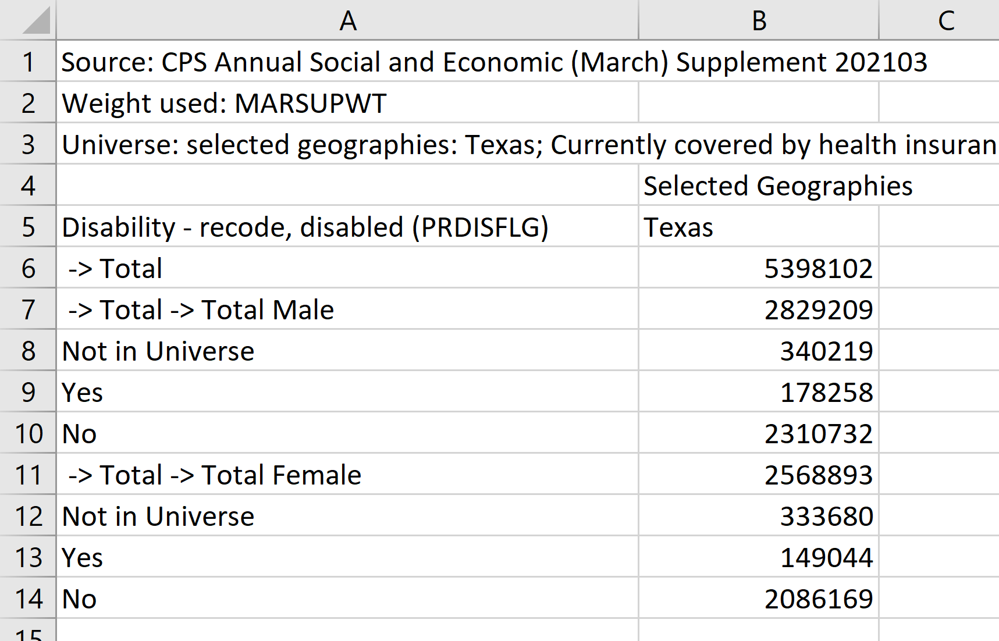 A B C
1 Source: CPS Annual Social and Economic (March) Supplement 202103
2 Weight used: MARSUPWT
3 Universe: selected geographies: Texas; Currently covered by health insuran
4 Selected Geographies
5 Disability - recode, disabled (PRDISFLG) Texas
6 -> Total 5398102
7 -> Total -> Total Male 2829209
8 Not in Universe 340219
9 Yes 178258
10 No 2310732
11 -> Total -> Total Female 2568893
12 Not in Universe 333680
13 Yes 149044
14 No 2086169
15